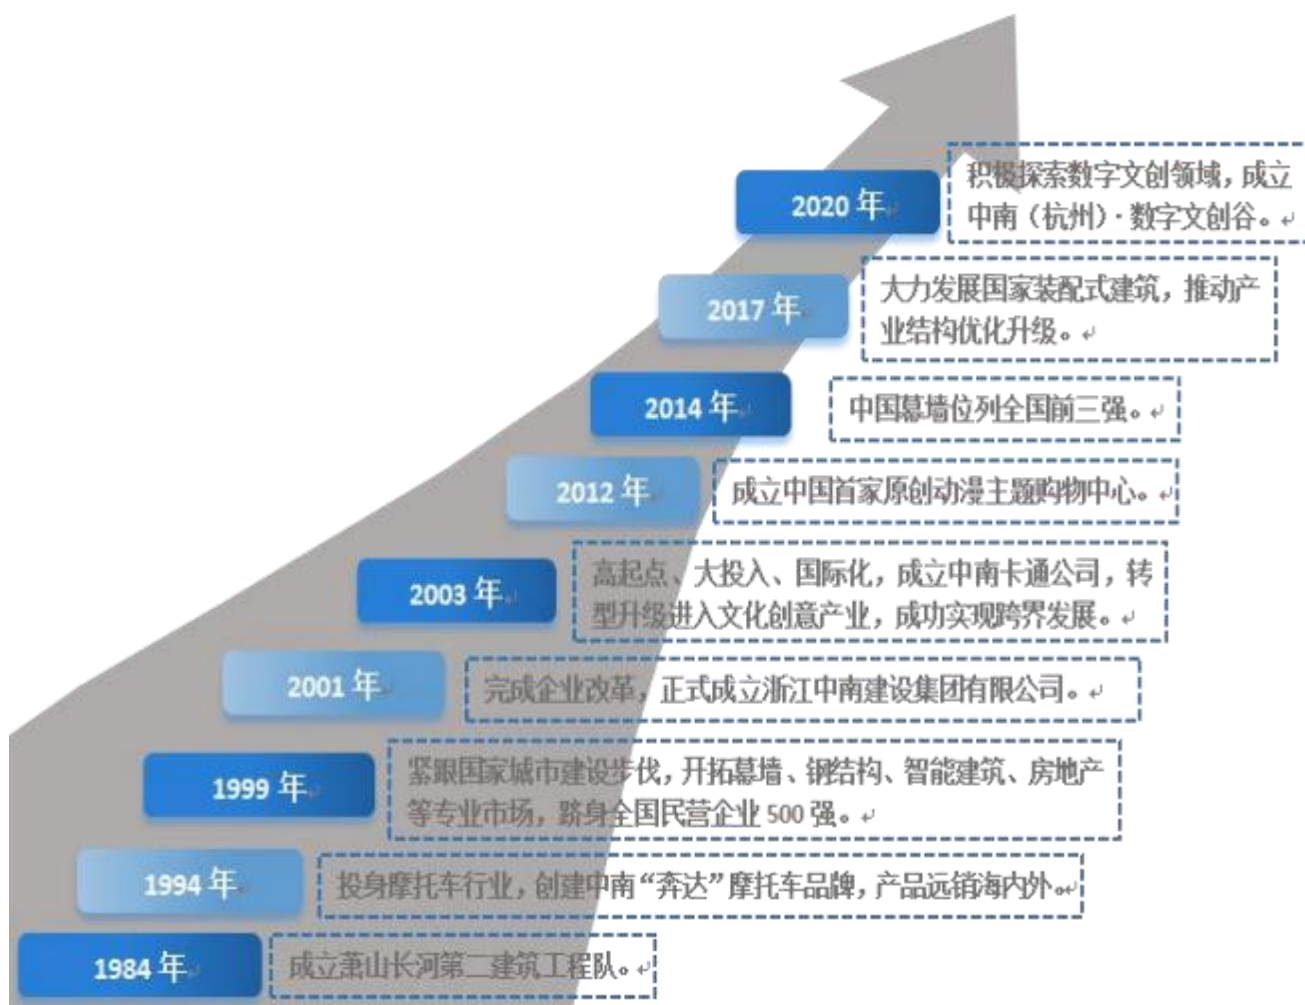 2020 年
积极探索数字文创领域，成立
中南（杭州）·数字文创谷。
2017 年
大力发展国家装配式建筑，推动产
业结构优化升级。
2014 年
中国幕墙位列全国前三强。
2012 年
成立中国首家原创动漫主题购物中心。
2003 年
高起点、大投入、国际化，成立中南卡通公司，转
型升级进入文化创意产业，成功实现跨界发展。
2001 年
完成企业改革，正式成立浙江中南建设集团有限公司。
1999 年
紧跟国家城市建设步伐，开拓幕墙、钢结构、智能建筑、房地产
等专业市场，跻身全国民营企业 500 强。
1994 年
投身摩托车行业，创建中南“奔达”摩托车品牌，产品远销海内外。
1984 年
成立萧山长河第二建筑工程队。